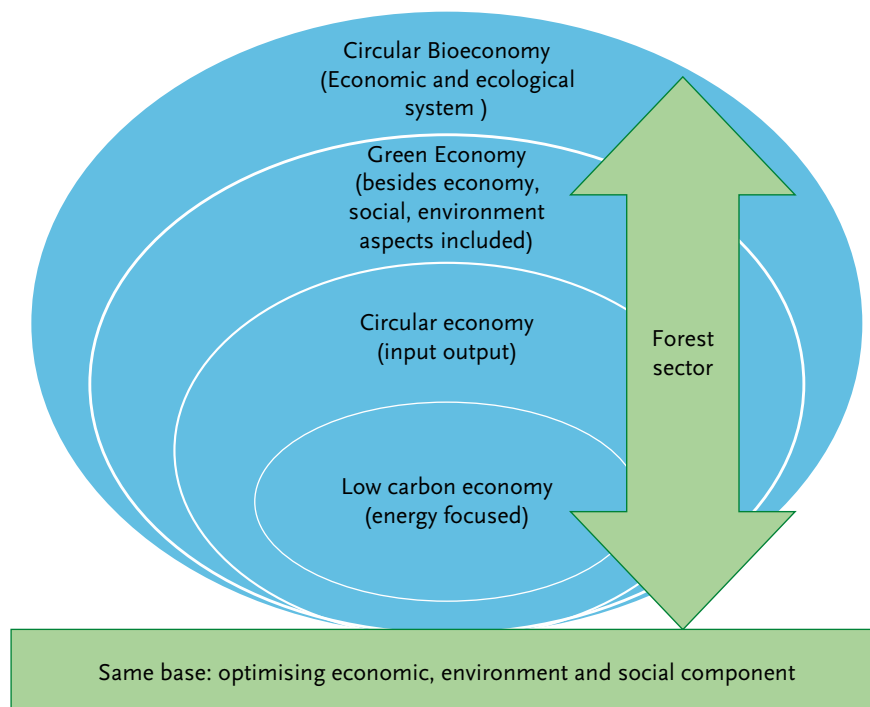 Circular Bioeconomy
(Economic and ecological
system )
Green Economy
(besides economy,
social, environment
aspects included)
Circular economy
(input output)
Forest
sector
Low carbon economy
(energy focused)
Same base: optimising economic, environment and social component